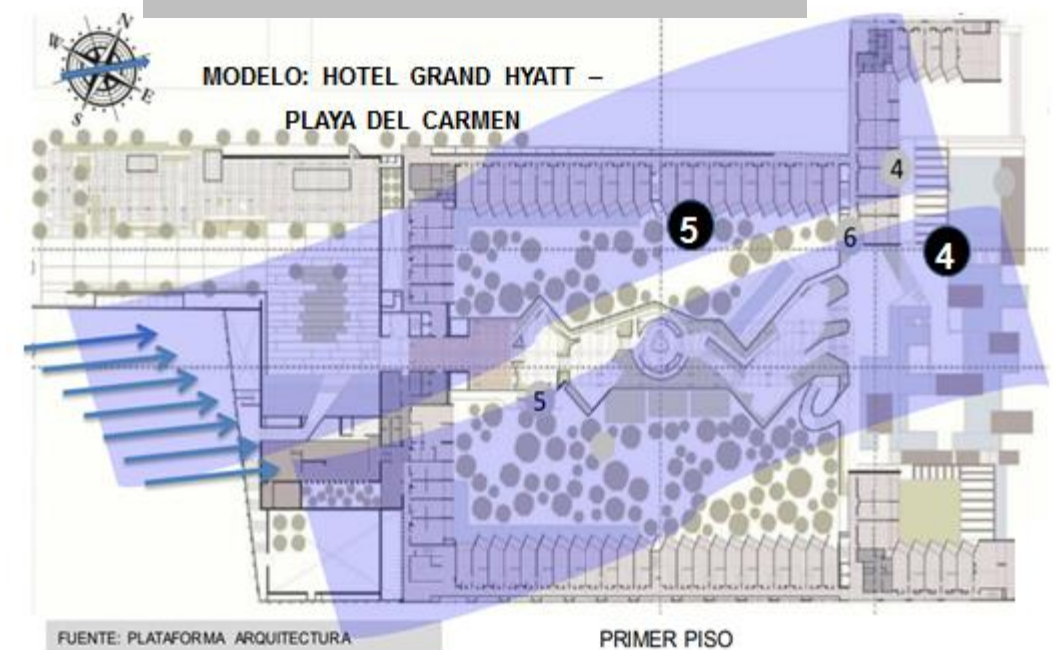 N
W
E
S
MODELO: HOTEL GRAND HYATT –
PLAYA DEL CARMEN
4
5
6
4
5
FUENTE: PLATAFORMA ARQUITECTURA
PRIMER PISO